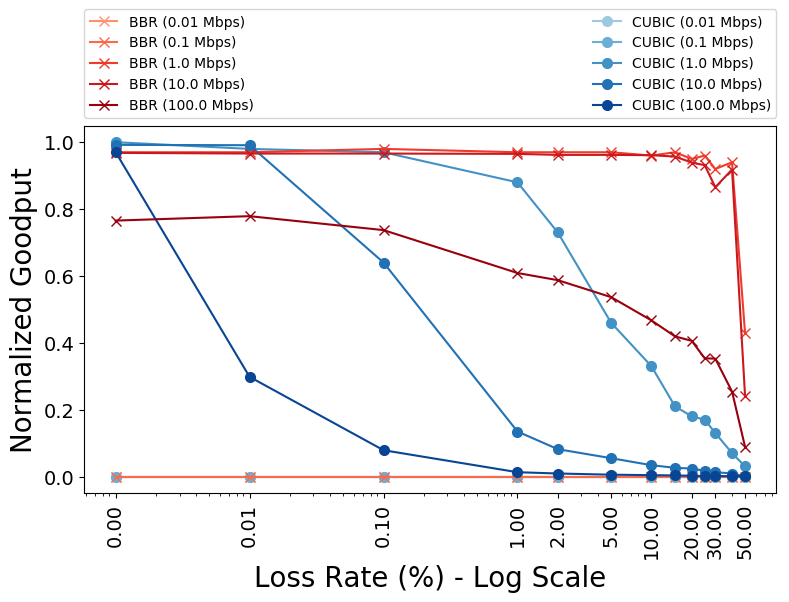 BBR (0.01 Mbps)
BBR (0.1 Mbps)
BBR (1.0 Mbps)
BBR (10.0 Mbps)
BBR (100.0 Mbps)
CUBIC (0.01 Mbps)
CUBIC (0.1 Mbps)
CUBIC (1.0 Mbps)
CUBIC (10.0 Mbps)
CUBIC (100.0 Mbps)
Normalized Goodput
1.0
0.8
0.6
0.4
0.2
0.0
0.00
0.01
0.10
1.00
2.00
5.00
10.00
20.00
30.00
50.00
Loss Rate (%) - Log Scale